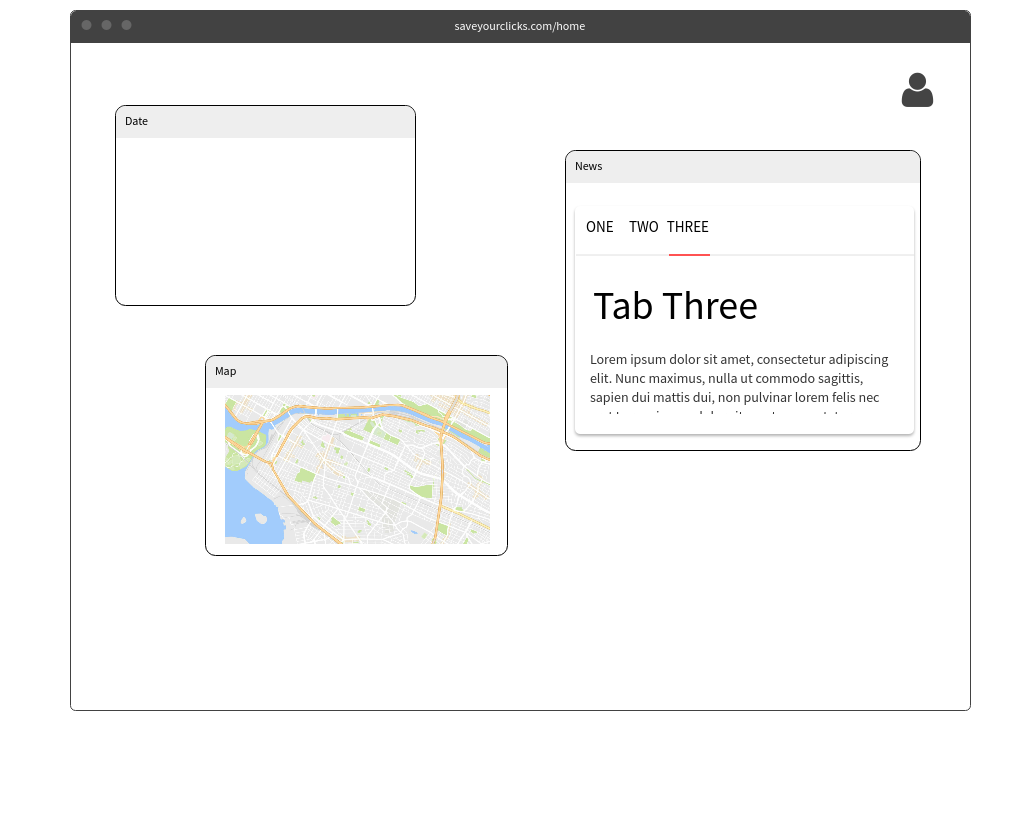 saveyourclicks.com/home
Date
News
ONE TWO THREE
Tab Three
Lorem ipsum dolor sit amet, consectetur adipiscing
elit. Nunc maximus, nulla ut commodo sagittis,
sapien dui mattis dui, non pulvinar lorem felis nec
Map